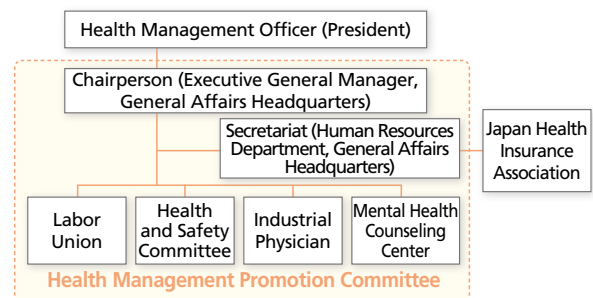 Health Management Officer (President)
Chairperson (Executive General Manager,
General Affairs Headquarters)
Secretariat (Human Resources
Department, General Affairs
Headquarters)
Japan Health
Insurance
Association
Labor
Union
Health
and Safety
Committee
Industrial
Physician
Mental Health
Counseling
Center
Health Management Promotion Committee